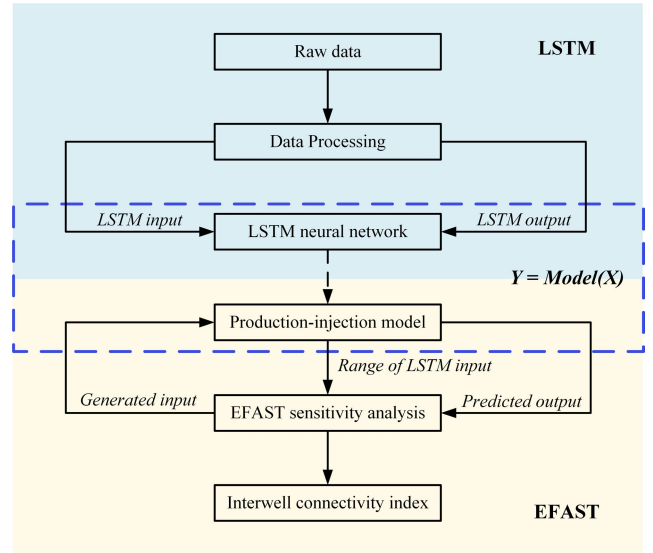 Raw data
LSTM
Data Processing
LSTM input
LSTM output
LSTM neural network
Y = Model(X)
Production-injection model
Range of LSTM input
Generated input
Predicted output
EFAST sensitivity analysis
Interwell connectivity index
EFAST